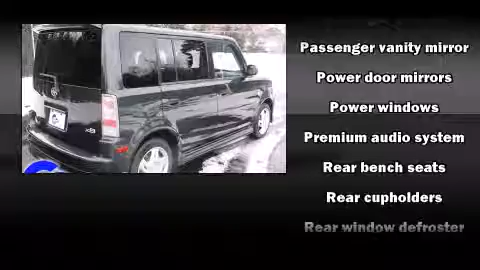 Passenger vanity mirror
Power door mirrors
Power windows
Premium audio system
Rear bench seats
Rear cupholders
Rear window defroster
xB